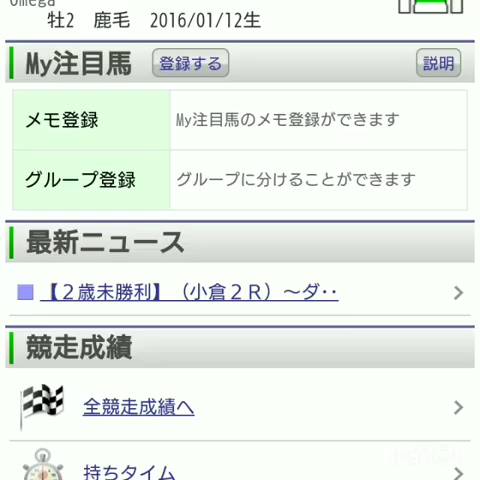 Omega
牡2 鹿毛 2016/01/12生
My注目馬 登録する 説明
メモ登録 My注目馬のメモ登録ができます
グループ登録 グループに分けることができます
最新ニュース
【２歳未勝利】（小倉２Ｒ）～ダ‥
競走成績
全競走成績へ
持ちタイム